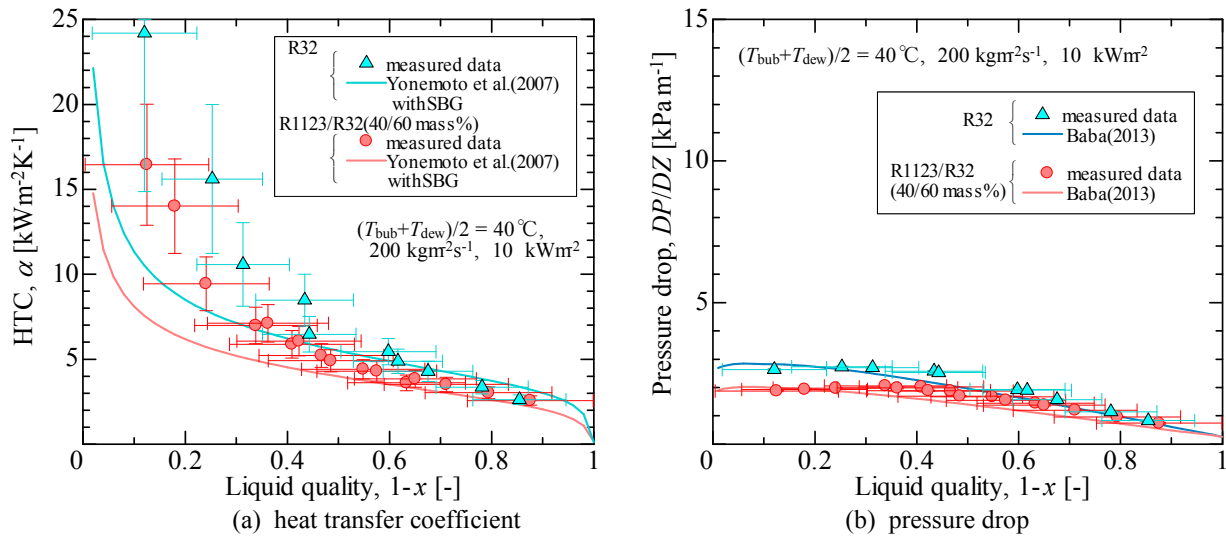 HTC, α [kWm-2K-1]
25
20
15
10
5
0
R32
measured data
Yonemoto et al.(2007)
withSBG
R1123/R32(40/60 mass%)
measured data
Yonemoto et al.(2007)
withSBG
(Tbub+Tdew)/2 = 40℃,
200 kgm-2s-1, 10 kWm-2
0.2 0.4 0.6 0.8 1
Liquid quality, 1-x [-]
(a) heat transfer coefficient
Pressure drop, DP/DZ [kPa m-1]
15
10
5
0
(Tbub+Tdew)/2 = 40℃, 200 kgm-2s-1, 10 kWm-2
R32
measured data
Baba(2013)
R1123/R32
(40/60 mass%)
measured data
Baba(2013)
0 0.2 0.4 0.6 0.8 1
Liquid quality, 1-x [-]
(b) pressure drop